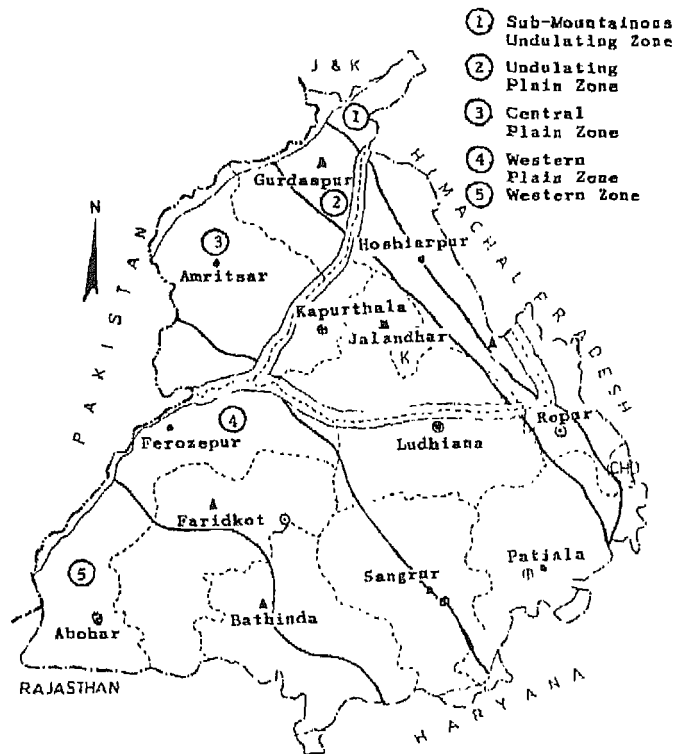 1 Sub-Mountainous
Undulating Zone
2 Undulating
Plain Zone
3 Central
Plain Zone
4 Western
Plain Zone
5 Western Zone
J & K
1
Gurdaspur
2
HIMACHAL PRADESH
N
3
Amritsar
Hoshiarpur
PAKISTAN
Kapurthala
Jalandhar
K
4
Ferozepur
Ludhiana
Ropar
(CH)
Faridkot
5
Sangrur
Patiala
Abohar
Bathinda
RAJASTHAN
HARYANA